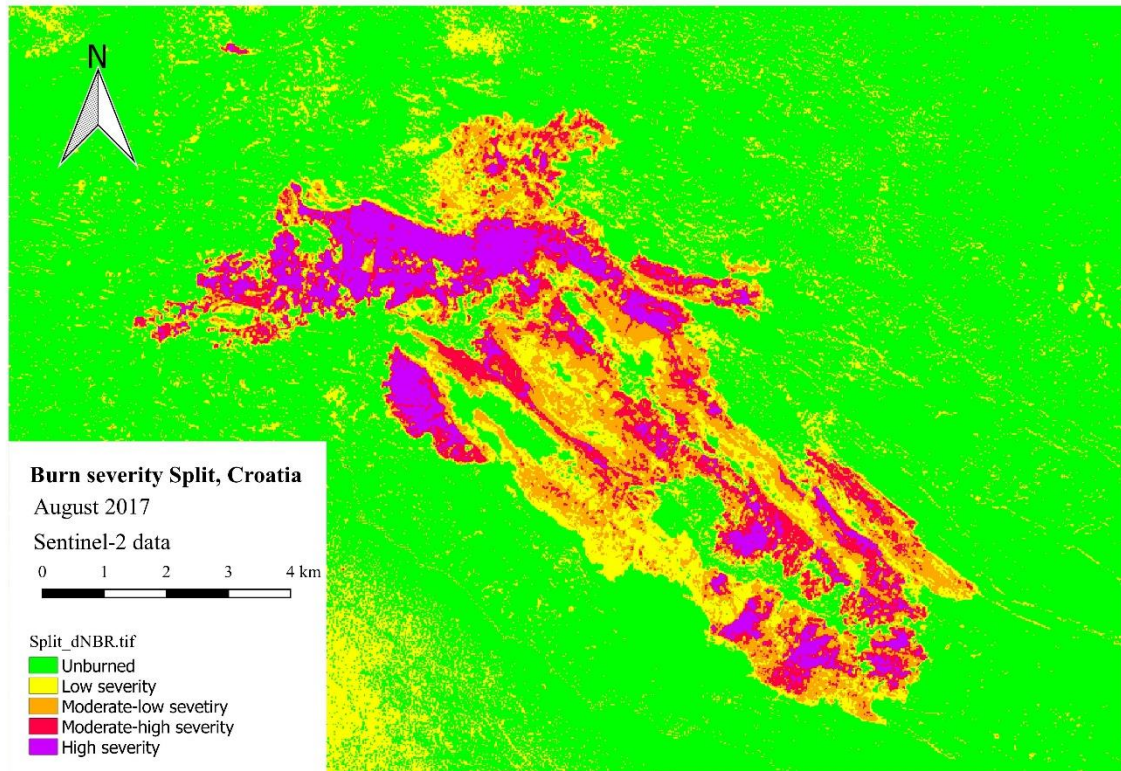 N
Burn severity Split, Croatia
August 2017
Sentinel-2 data
0 1 2 3 4 km
Split_dNBR.tif
Unburned
Low severity
Moderate-low sevetiry
Moderate-high severity
High severity